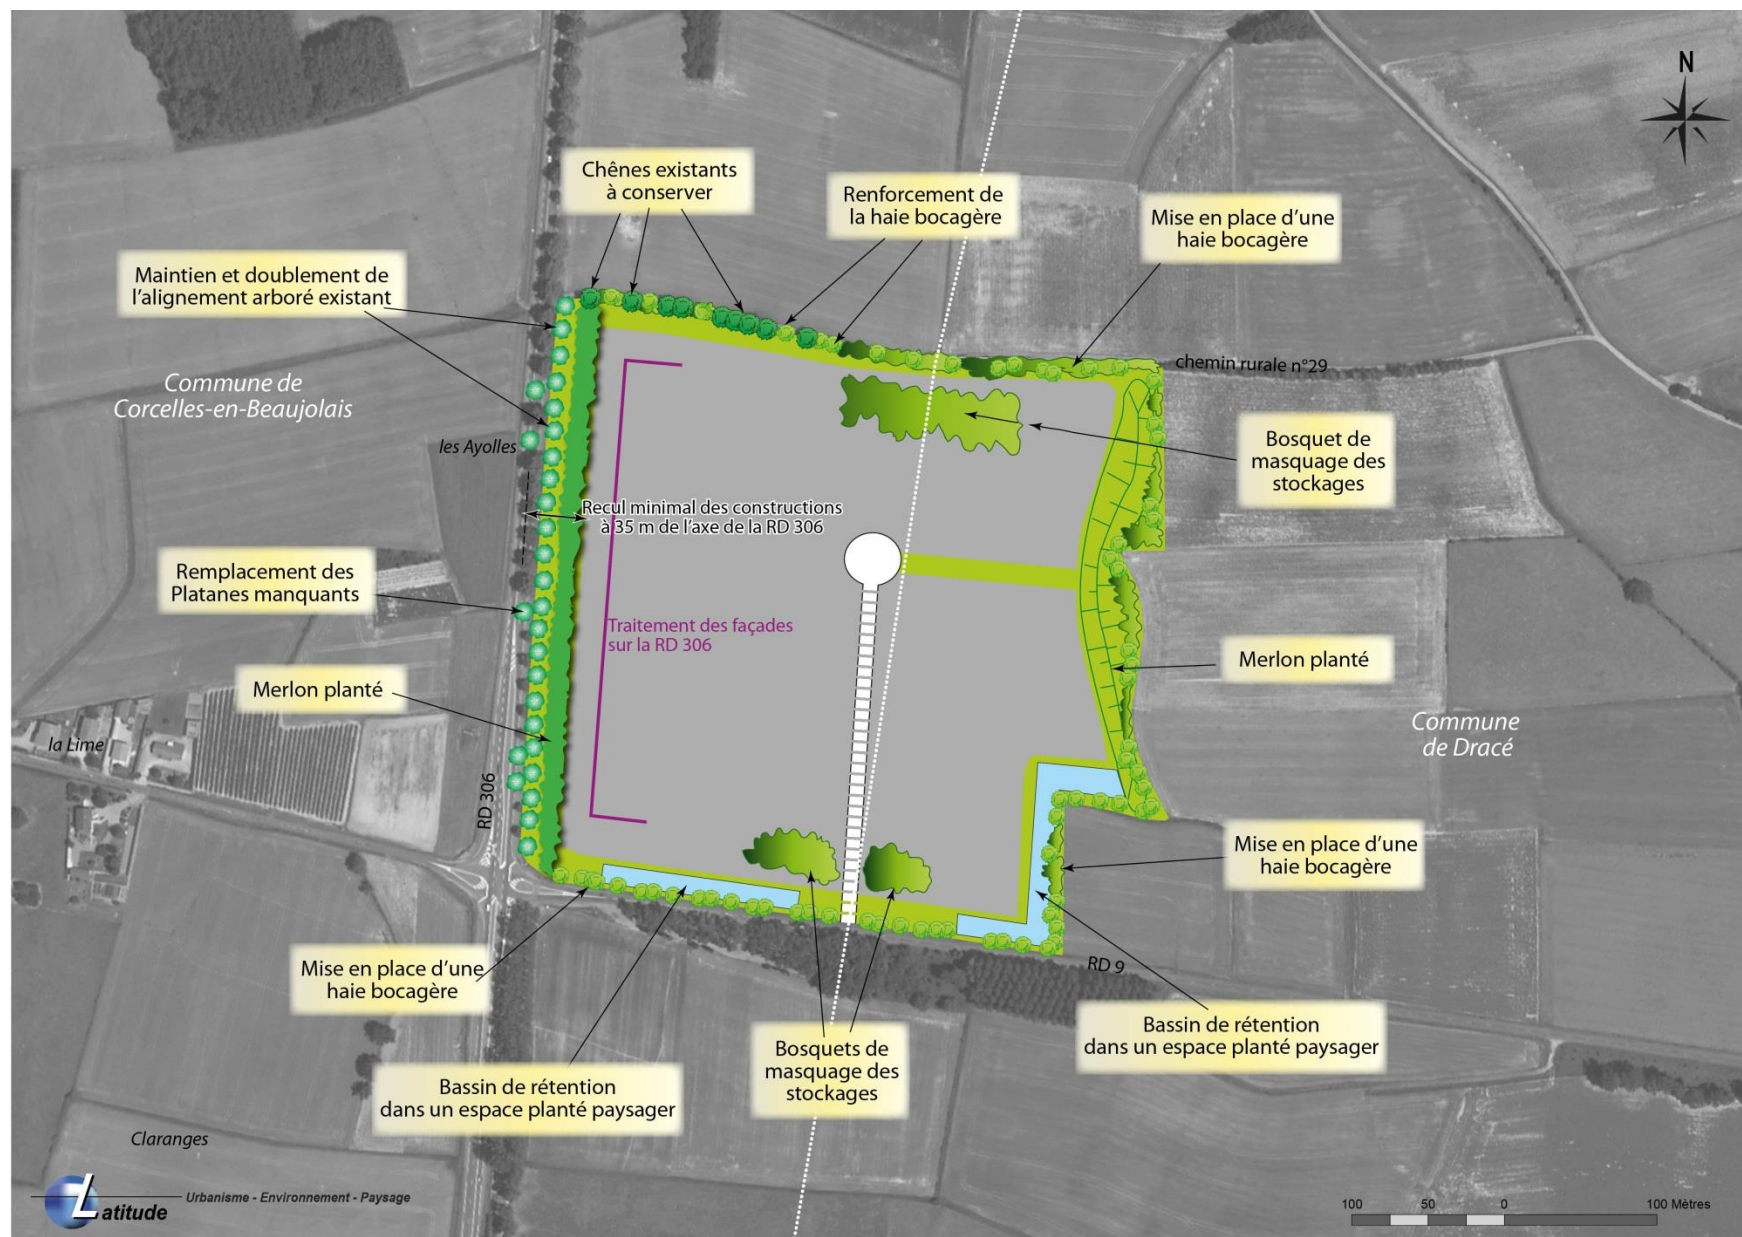 N
Chênes existants
à conserver
Renforcement de
la haie bocagère
Mise en place d'une
haie bocagère
Maintien et doublement de
l'alignement arboré existant
chemin rurale n°29
Commune de
Corcelles-en-Beaujolais
les Ayolles
Bosquet de
masquage des
stockages
Recul minimal des constructions
à 35 m de l'axe de la RD 306
Remplacement des
Platanes manquants
Traitement des façades
sur la RD 306
Merlon planté
Merlon planté
Commune
de Dracé
la Lime
RD 306
Mise en place d'une
haie bocagère
Mise en place d'une
haie bocagère
RD 9
Bassin de rétention
dans un espace planté paysager
Bosquets de
masquage des
stockages
Bassin de rétention
dans un espace planté paysager
Claranges
Latitude
Urbanisme - Environnement - Paysage
100 50 0 100 Mètres